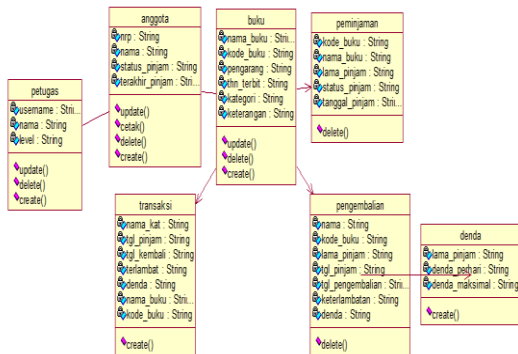 petugas
username : Strii...
nama : String
level : String
update()
delete()
create()
anggota
nrp : String
nama : String
status_pinjam : String
terakhir_pinjam : Stri...
update()
cetak()
delete()
create()
buku
nama_buku : Stri...
kode_buku : String
pengarang : String
thn_terbit : String
kategori : String
keterangan : String
update()
delete()
create()
peminjaman
kode_buku : String
nama_buku : String
lama_pinjam : String
status_pinjam : String
tanggal_pinjam : Strii...
delete()
transaksi
nama_kat : String
tgl_pinjam : String
tgl_kembali : String
terlambat : String
denda : String
nama_buku : String
kode_buku : String
create()
pengembalian
nama : String
kode_buku : String
lama_pinjam : String
tgl_pinjam : String
tgl_pengembalian : Strii...
keterlambatan : String
denda : String
delete()
denda
lama_pinjam : String
denda_perhari : String
denda_maksimal : String
create()